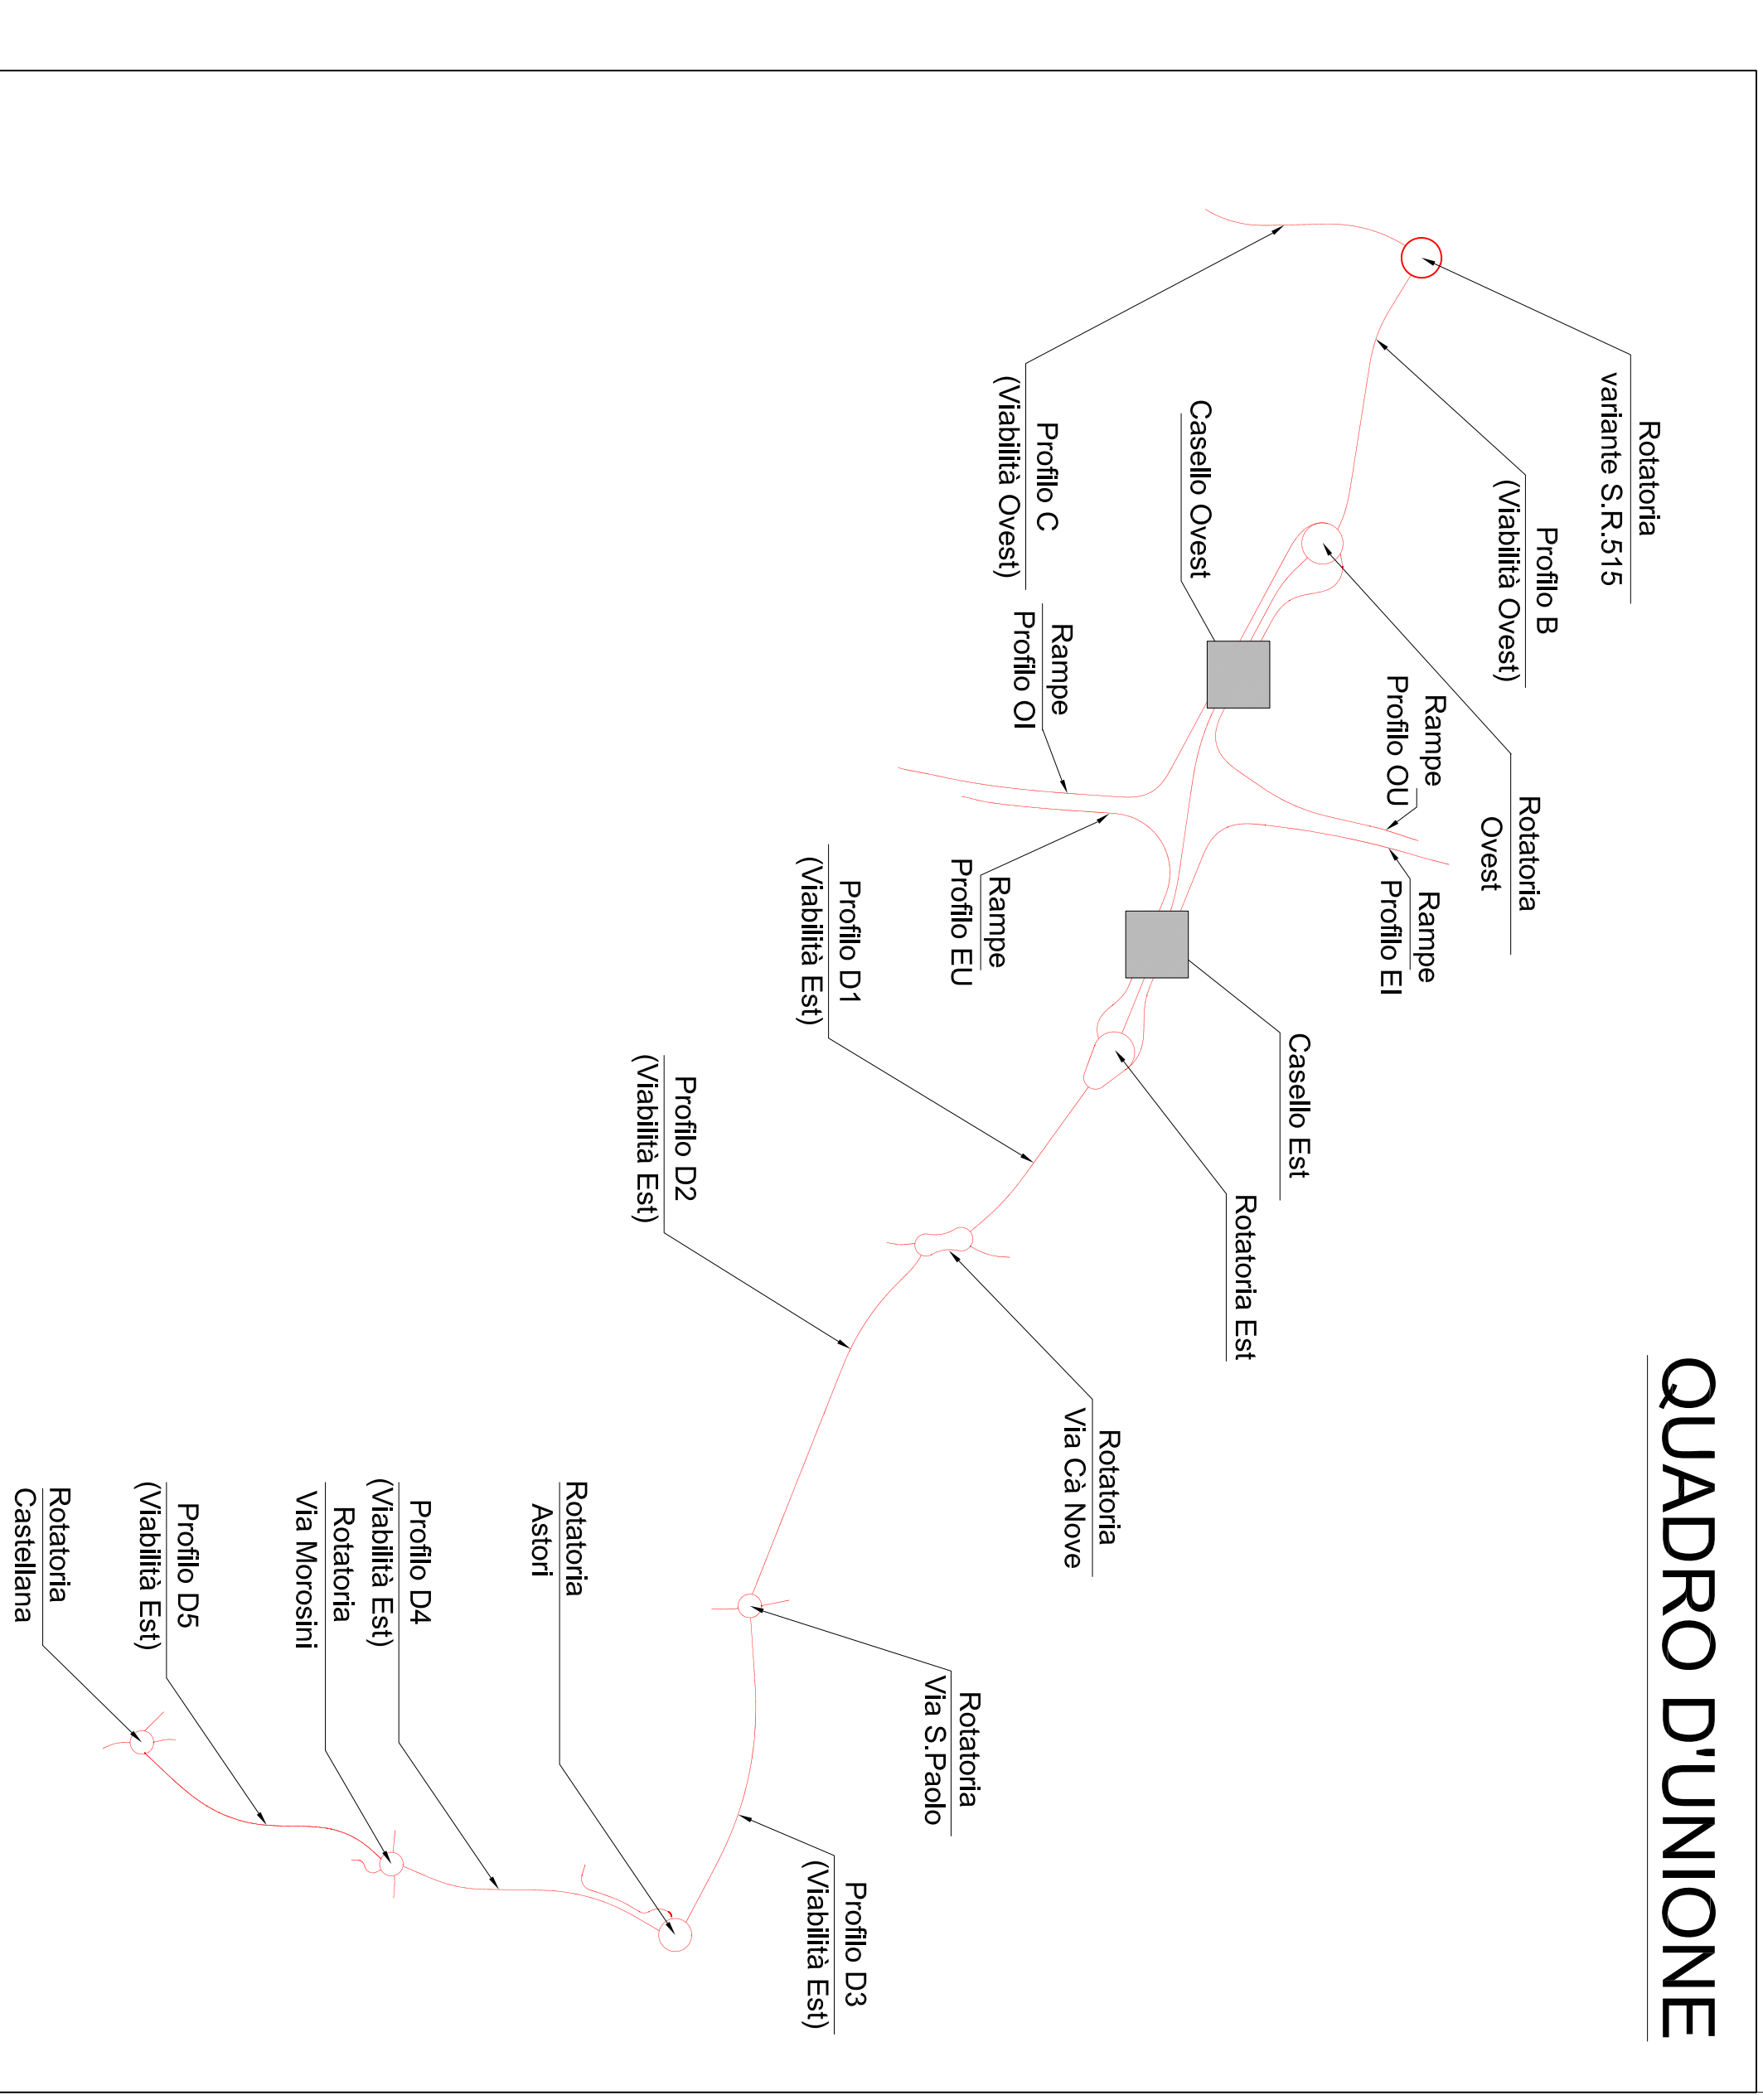 QUADRO D'UNIONE
Rotatoria
variante S.R.515
Profilo B
(Viabilità Ovest)
Rotatoria
Ovest
Rampe
Profilo OU
Rampe
Profilo EI
Casello Ovest
Profilo C
(Viabilità Ovest)
Rampe
Profilo OI
Rampe
Profilo EU
Casello Est
Rotatoria Est
Profilo D1
(Viabilità Est)
Rotatoria
Via Cà Nove
Profilo D2
(Viabilità Est)
Rotatoria
Via S.Paolo
Profilo D3
(Viabilità Est)
Rotatoria
Astori
Profilo D4
(Viabilità Est)
Rotatoria
Via Morosini
Profilo D5
(Viabilità Est)
Rotatoria
Castellana